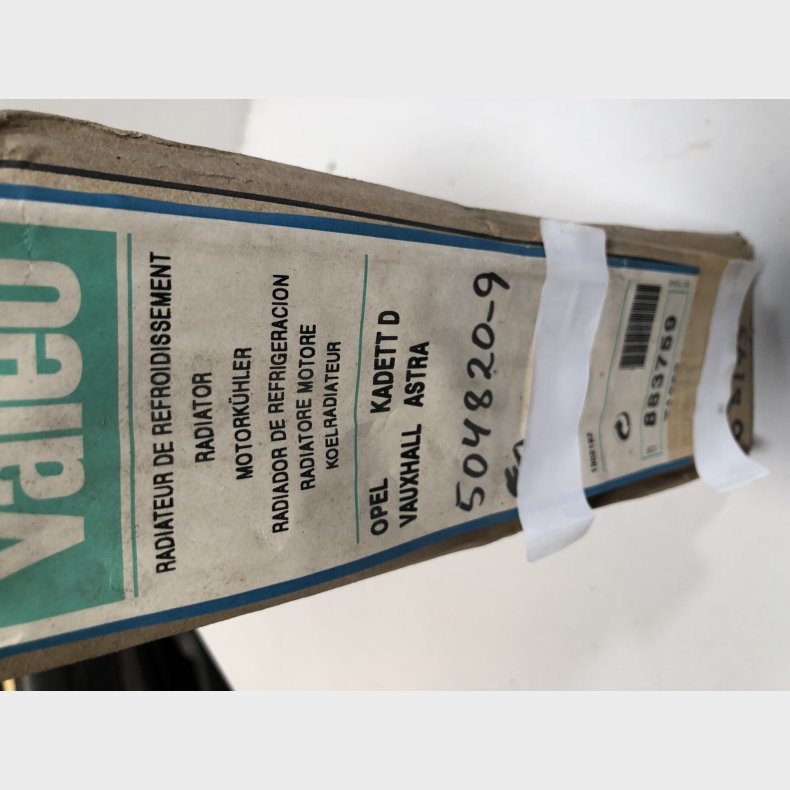 Valeo
RADIATEUR DE REFROIDISSEMENT
RADIATOR
MOTORKÜHLER
RADIADOR DE REFRIGERACION
RADIATORE MOTORE
KOELRADIATEUR
OPEL KADETT D
VAUXHALL ASTRA
504820-9
883759